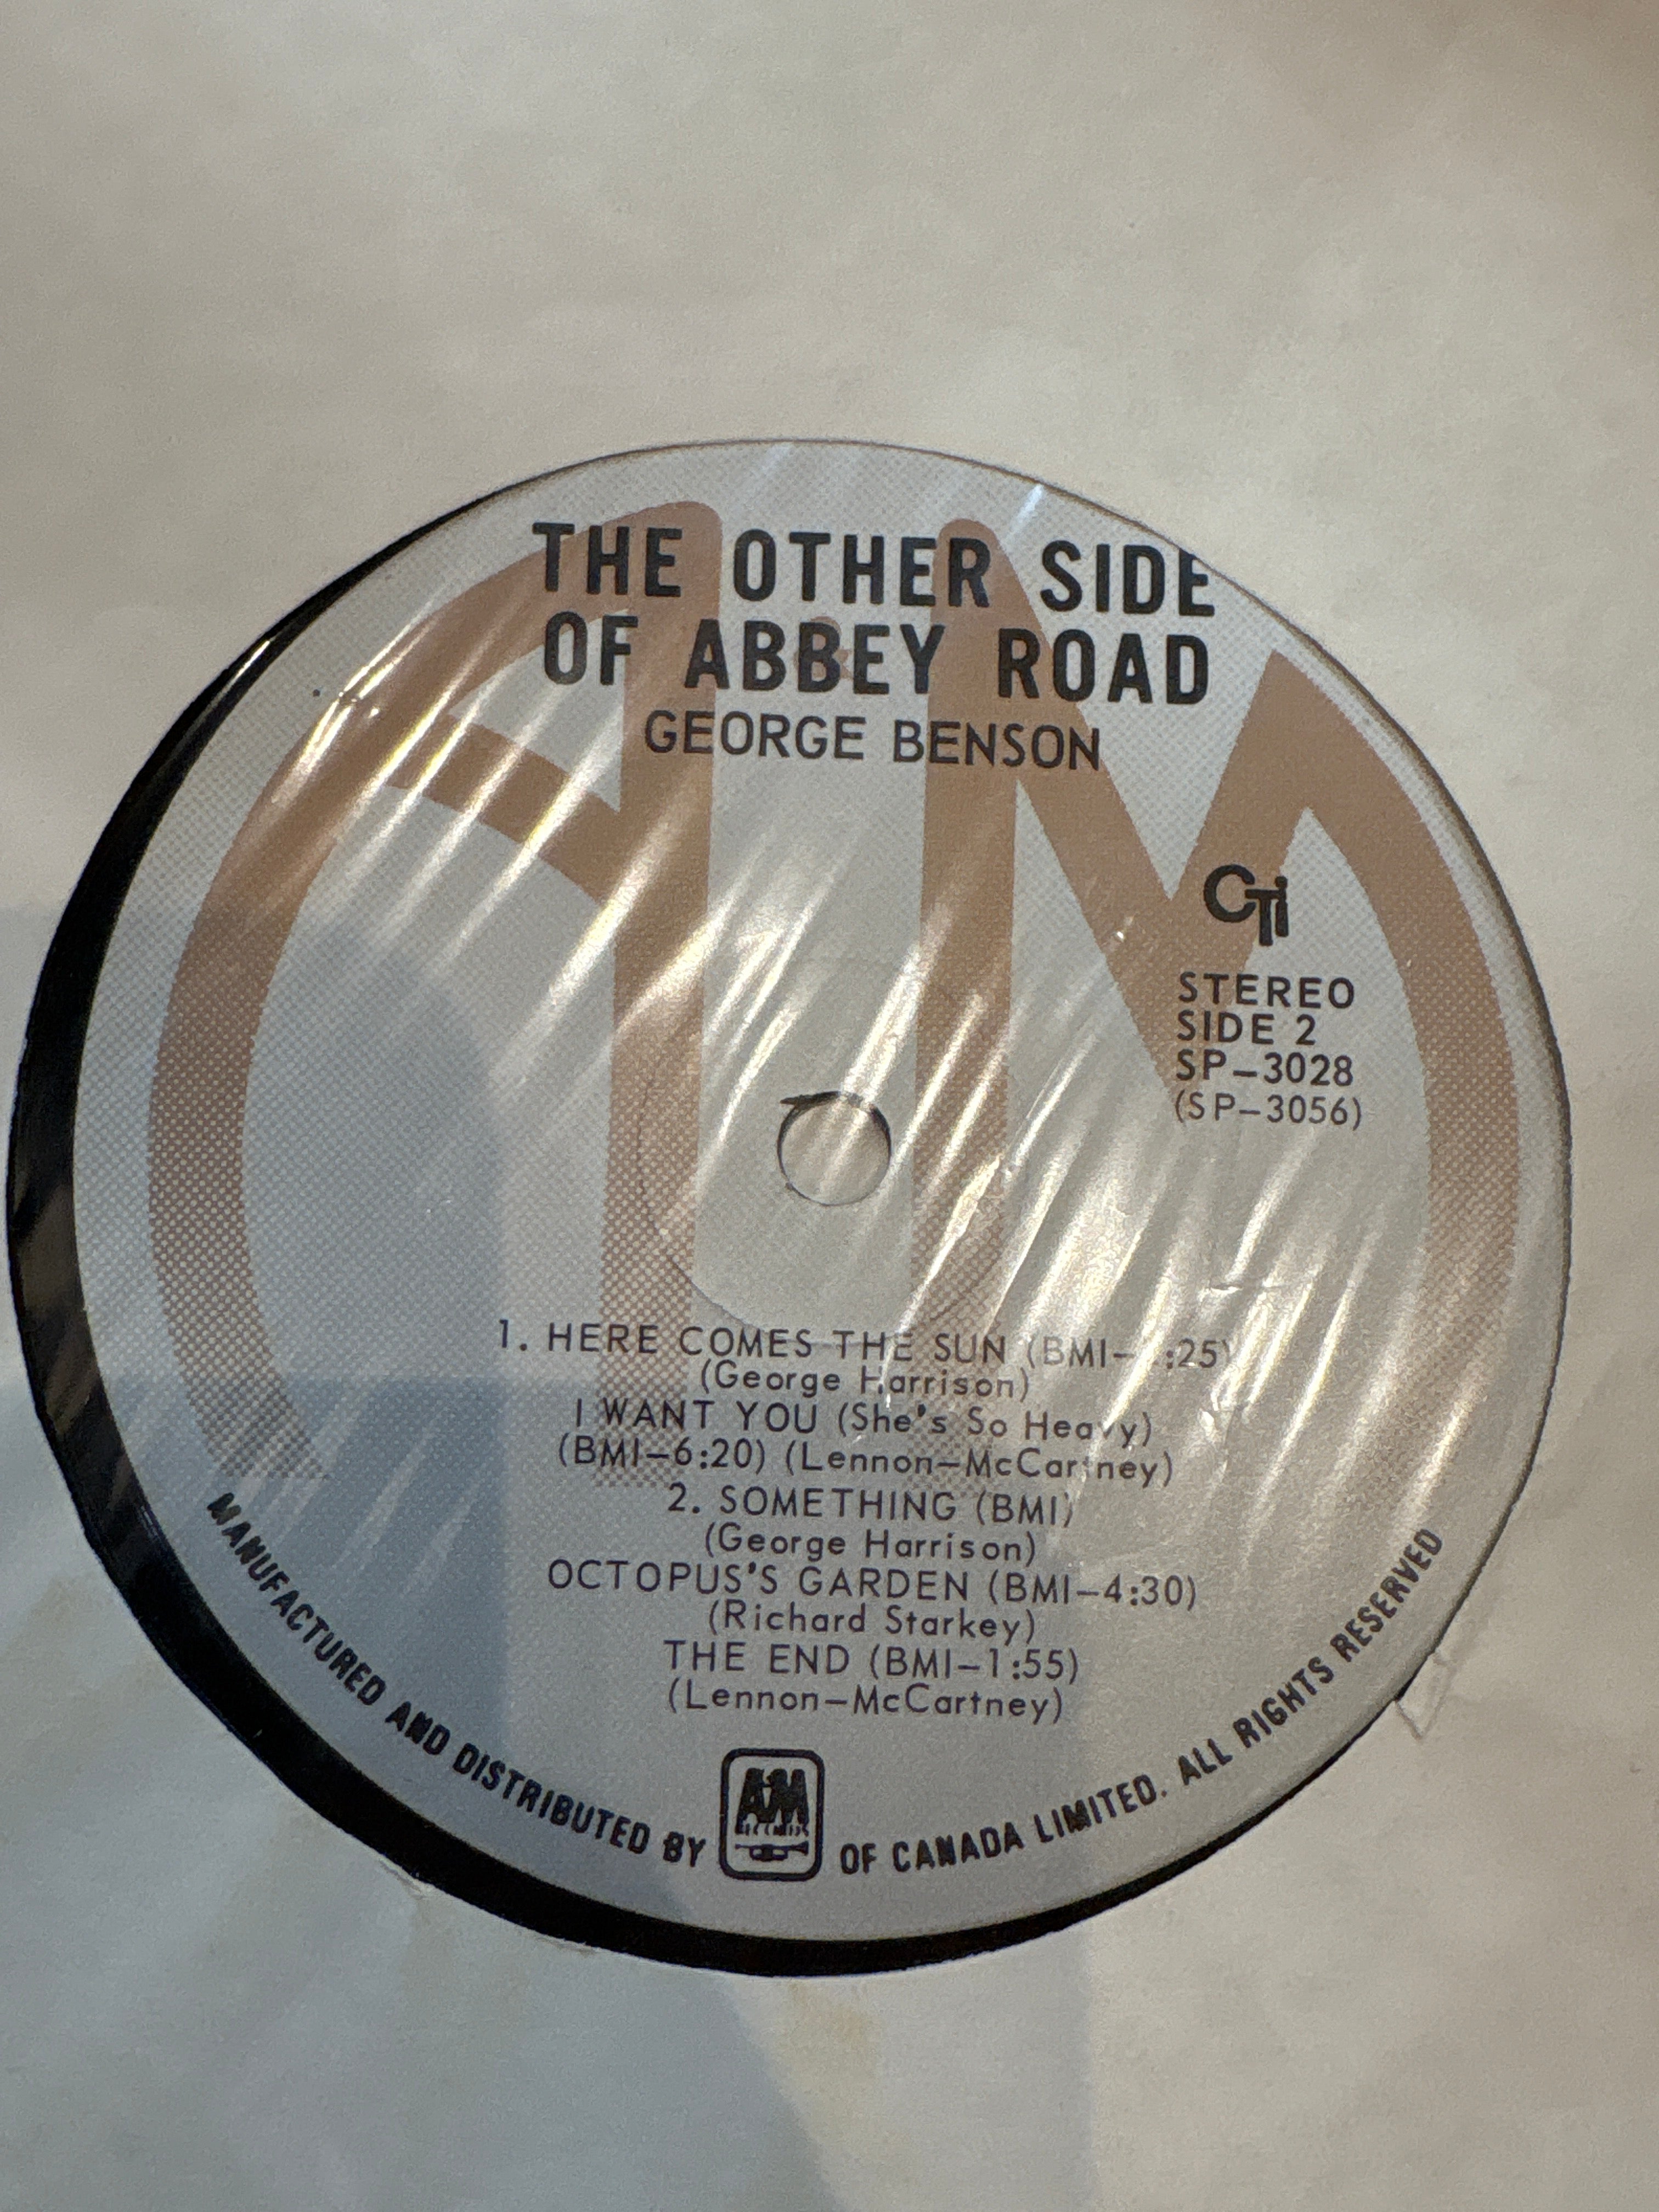 THE OTHER SIDE
OF ABBEY ROAD
GEORGE BENSON
CTi
STEREO
SIDE 2
SP-3028
(SP-3056)
1. HERE COMES THE SUN (BMI- :25)
(George Harrison)
I WANT YOU (She's So Heavy)
(BMI-6:20) (Lennon-McCartney)
2. SOMETHING (BMI)
(George Harrison)
OCTOPUS'S GARDEN (BMI-4:30)
(Richard Starkey)
THE END (BMI-1:55)
(Lennon-McCartney)
MANUFACTURED AND DISTRIBUTED BY A&M RECORDS OF CANADA LIMITED. ALL RIGHTS RESERVED